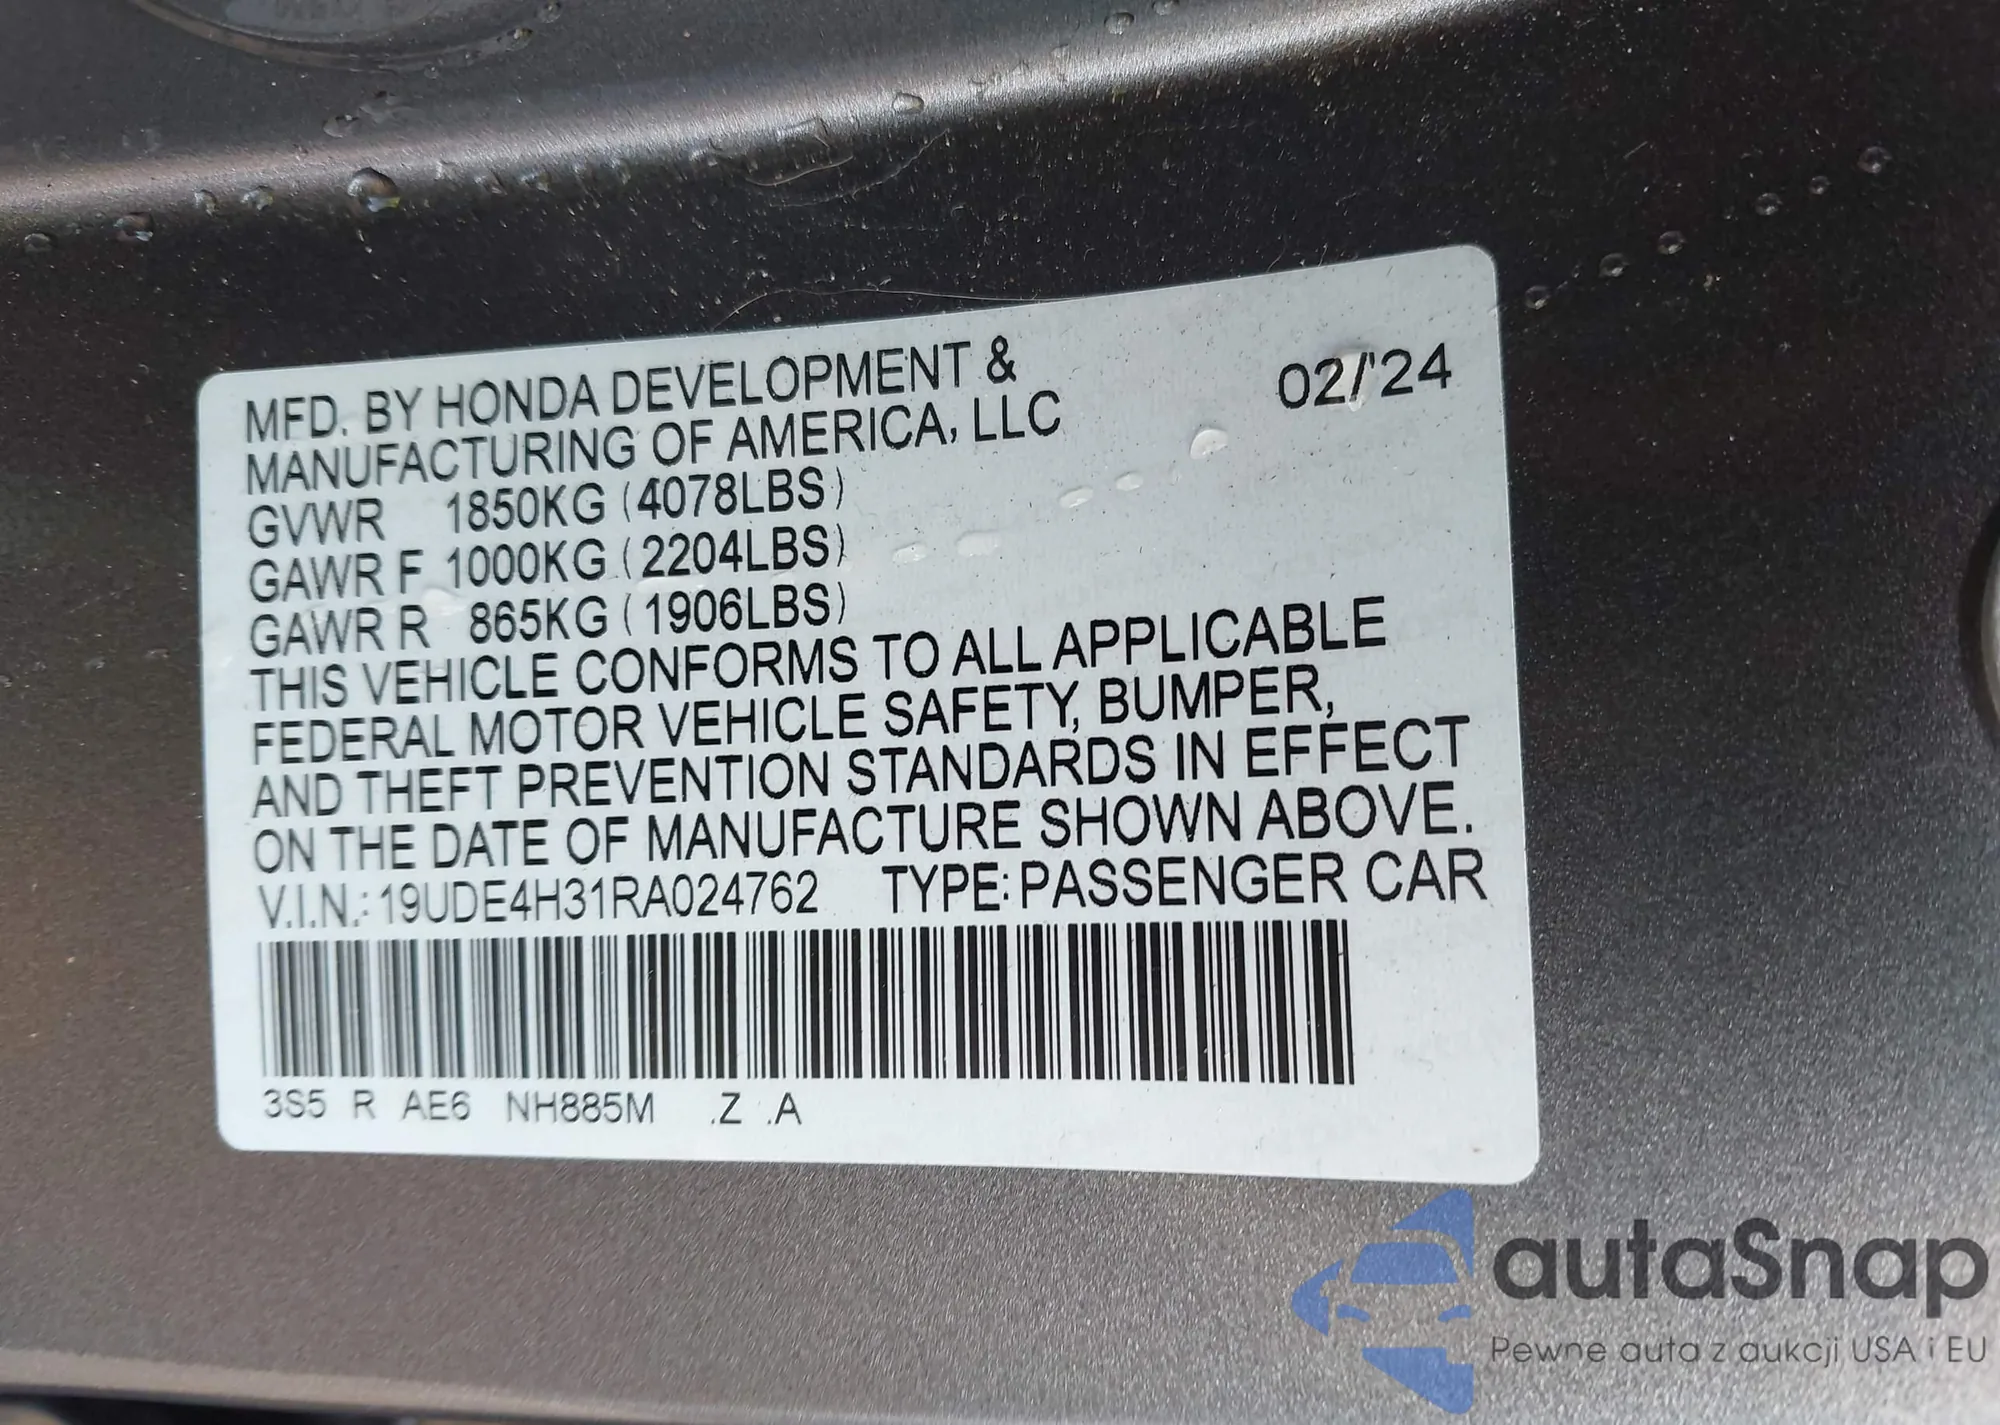 MFD. BY HONDA DEVELOPMENT & 02/'24
MANUFACTURING OF AMERICA, LLC
GVWR 1850KG (4078LBS)
GAWR F 1000KG (2204LBS)
GAWR R 865KG (1906LBS)
THIS VEHICLE CONFORMS TO ALL APPLICABLE
FEDERAL MOTOR VEHICLE SAFETY, BUMPER,
AND THEFT PREVENTION STANDARDS IN EFFECT
ON THE DATE OF MANUFACTURE SHOWN ABOVE.
V.I.N.: 19UDE4H31RA024762 TYPE: PASSENGER CAR
3S5 R AE6 NH885M .Z .A
autaSnap
Pewne auta z aukcji USA i EU